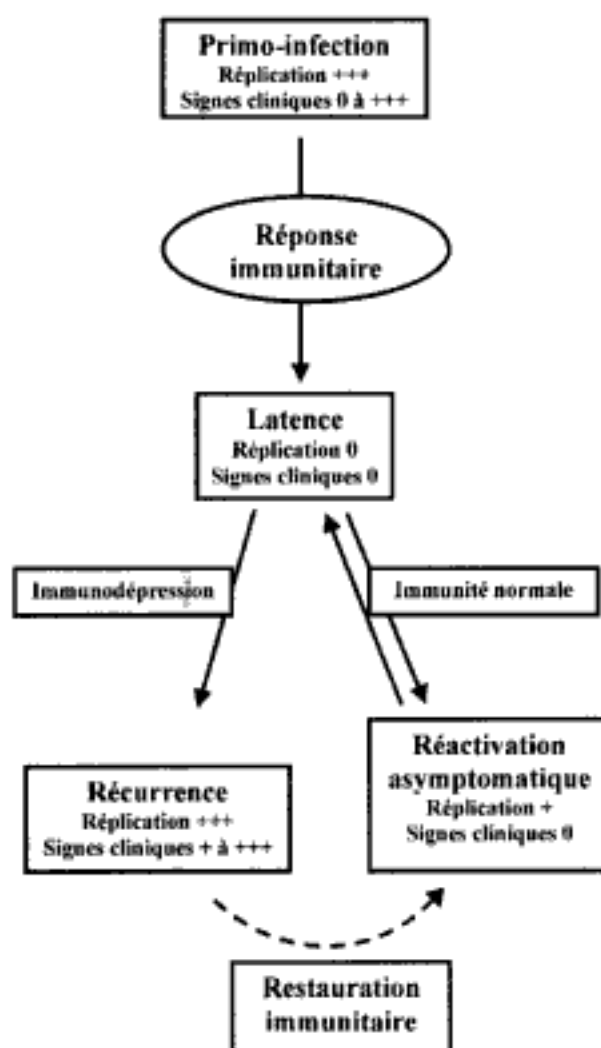 Primo-infection
Réplication +++
Signes cliniques 0 à +++
Réponse
immunitaire
Latence
Réplication 0
Signes cliniques 0
Immunodépression
Immunité normale
Récurrence
Réplication +++
Signes cliniques + à +++
Réactivation
asymptomatique
Réplication +
Signes cliniques 0
Restauration
immunitaire